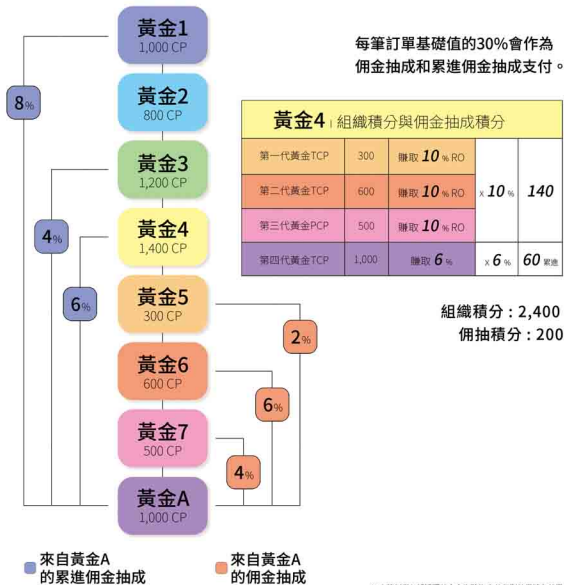 黃金1
1,000 CP
黃金2
800 CP
黃金3
1,200 CP
黃金4
1,400 CP
黃金5
300 CP
黃金6
600 CP
黃金7
500 CP
黃金A
1,000 CP
8%
4%
6%
2%
6%
4%
來自黃金A
的累進佣金抽成
來自黃金A
的佣金抽成
每筆訂單基礎值的30%會作為
佣金抽成和累進佣金抽成支付。
黃金4 | 組織積分與佣金抽成積分
第一代黃金TCP 300 賺取 10 % RO
第二代黃金TCP 600 賺取 10 % RO x 10 % 140
第三代黃金PCP 500 賺取 10 % RO
第四代黃金TCP 1,000 賺取 6 % x 6 % 60 累進
組織積分：2,400
佣抽積分：200